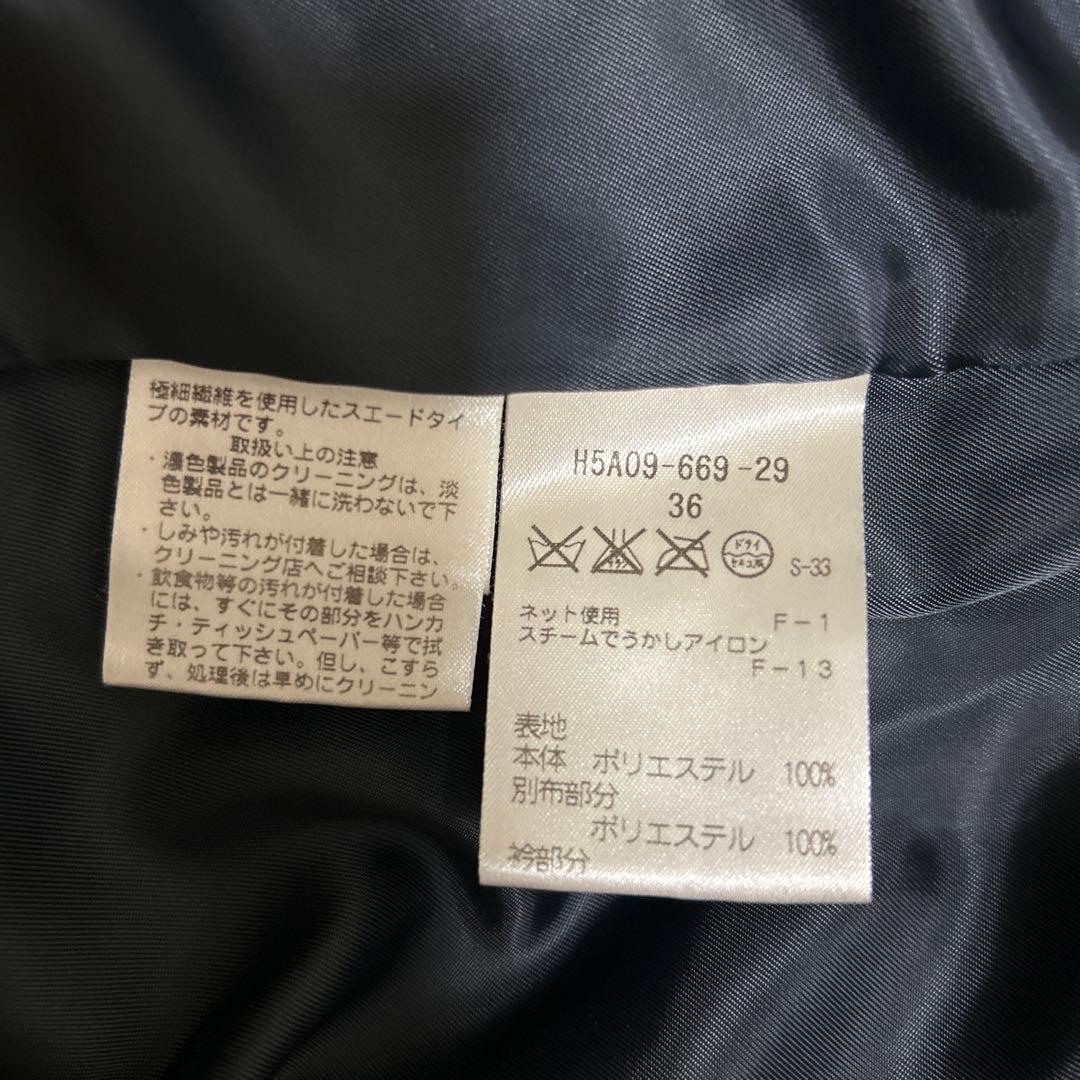 極細繊維を使用したスエードタイ
プの素材です。
取扱い上の注意
・濃色製品のクリーニングは、淡
色製品とは一緒に洗わないで下
さい。
・しみや汚れが付着した場合は、
クリーニング店へご相談下さい。
・飲食物等の汚れが付着した場合
には、すぐにその部分をハンカ
チ・ティッシュペーパー等で拭
き取って下さい。但し、こすら
ず、処理後は早めにクリーニン
H5A09-669-29
36
ドライ
セキユ系
S-33
ネット使用 F-1
スチームでうかしアイロン
F-13
表地
本体 ポリエステル 100%
別布部分
ポリエステル 100%
衿部分